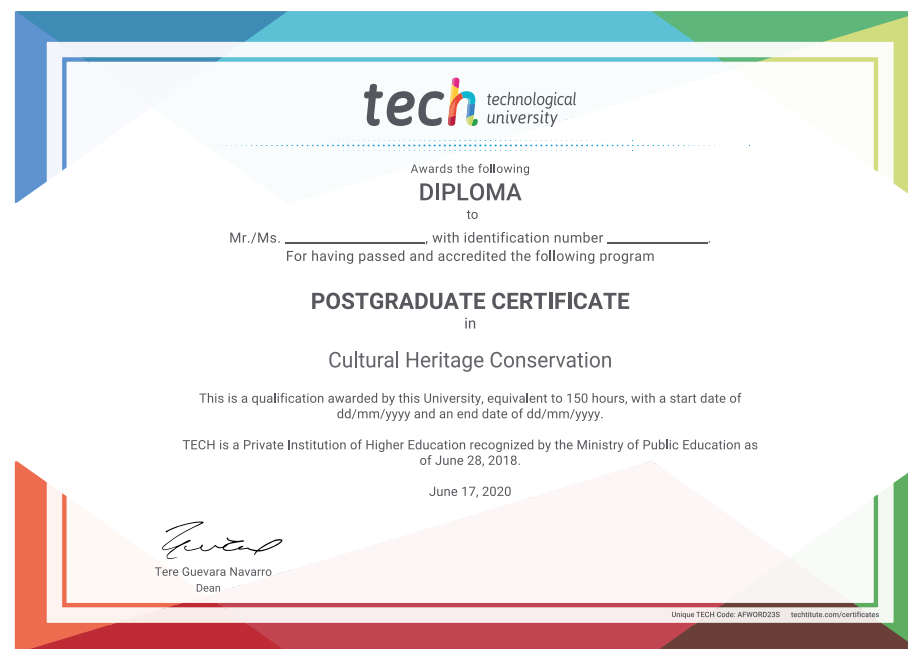 tech technological
university
Awards the following
DIPLOMA
to
Mr./Ms. ____________________, with identification number ______________.
For having passed and accredited the following program
POSTGRADUATE CERTIFICATE
in
Cultural Heritage Conservation
This is a qualification awarded by this University, equivalent to 150 hours, with a start date of
dd/mm/yyyy and an end date of dd/mm/yyyy.
TECH is a Private Institution of Higher Education recognized by the Ministry of Public Education as
of June 28, 2018.
June 17, 2020
Tere Guevara Navarro
Dean
Unique TECH Code: AFWORD23S techtitute.com/certificates